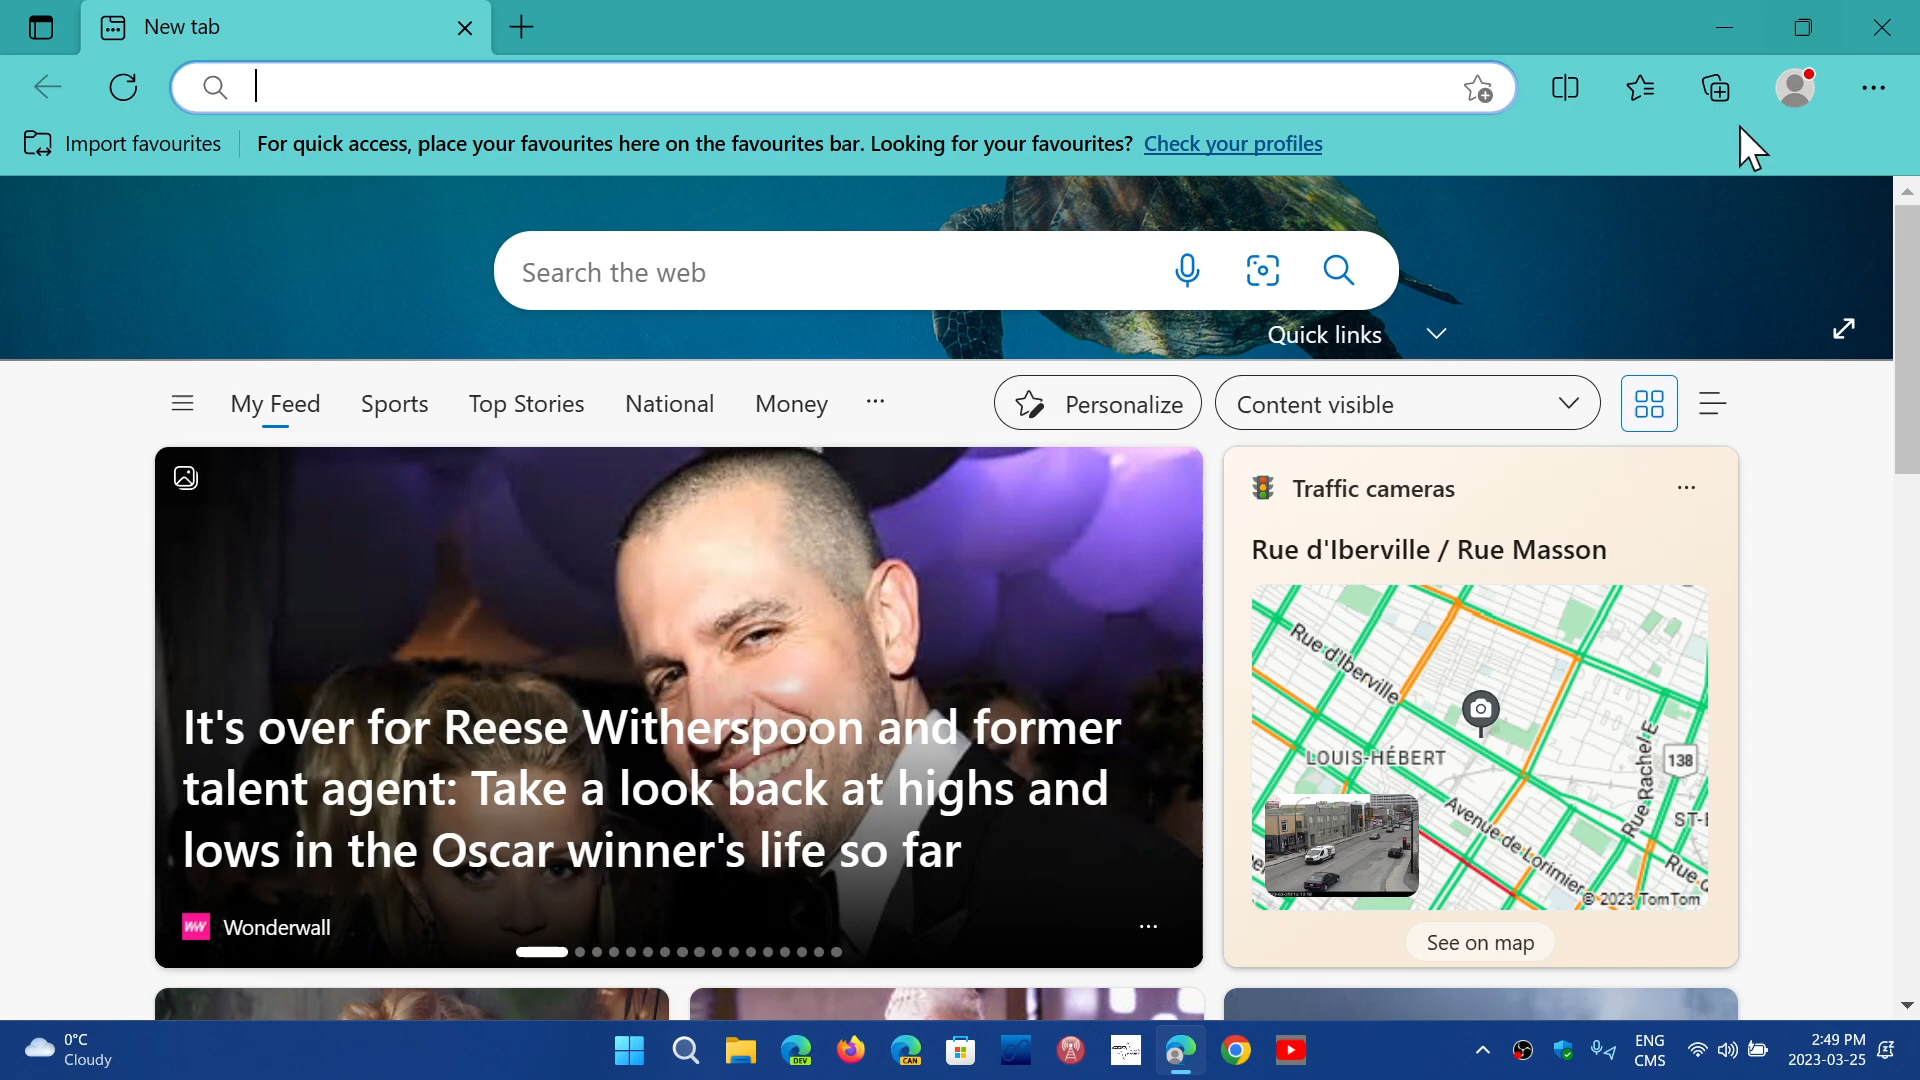 New tab
Import favourites
For quick access, place your favourites here on the favourites bar. Looking for your favourites? Check your profiles
Search the web
Quick links
My Feed Sports Top Stories National Money
Personalize
Content visible
It's over for Reese Witherspoon and former
talent agent: Take a look back at highs and
lows in the Oscar winner's life so far
Wonderwall
Traffic cameras
Rue d'Iberville / Rue Masson
Rue d'Iberville
LOUIS-HÉBERT
Rue Rachel E
138
Avenue de Lorimier
© 2023 TomTom
See on map
0°C
Cloudy
DEV
CAN
ENG
CMS
2:49 PM
2023-03-25